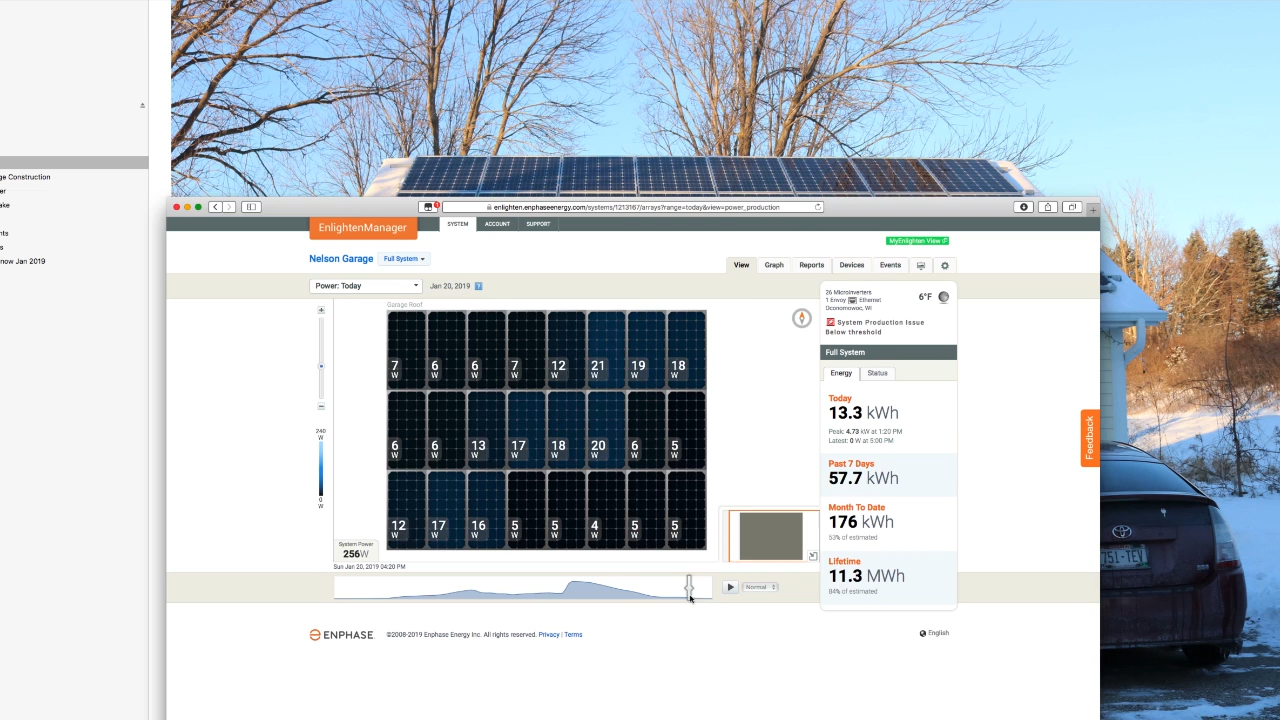 ge Construction
er
ake
nts
s
now Jan 2019
enlighten.enphaseenergy.com/systems/1213167/arrays?range=today&view=power_production
EnlightenManager
SYSTEM ACCOUNT SUPPORT
MyEnlighten View
Nelson Garage Full System
View Graph Reports Devices Events
Power: Today Jan 20, 2019
Garage Roof
7 W 6 W 6 W 7 W 12 W 21 W 19 W 18 W
6 W 6 W 13 W 17 W 18 W 20 W 6 W 5 W
12 W 17 W 16 W 5 W 5 W 4 W 5 W 5 W
240
W
0
W
System Power
256W
Sun Jan 20, 2019 04:20 PM
Normal
26 Microinverters
1 Envoy Ethernet
Oconomowoc, WI
6°F
System Production Issue
Below threshold
Full System
Energy Status
Today
13.3 kWh
Peak: 4.73 kW at 1:20 PM
Latest: 0 W at 5:00 PM
Past 7 Days
57.7 kWh
Month To Date
176 kWh
53% of estimated
Lifetime
11.3 MWh
84% of estimated
Feedback
ENPHASE ©2008-2019 Enphase Energy Inc. All rights reserved. Privacy | Terms
English